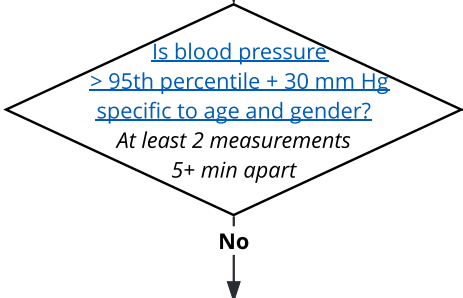 Is blood pressure
> 95th percentile + 30 mm Hg
specific to age and gender?
At least 2 measurements
5+ min apart
No